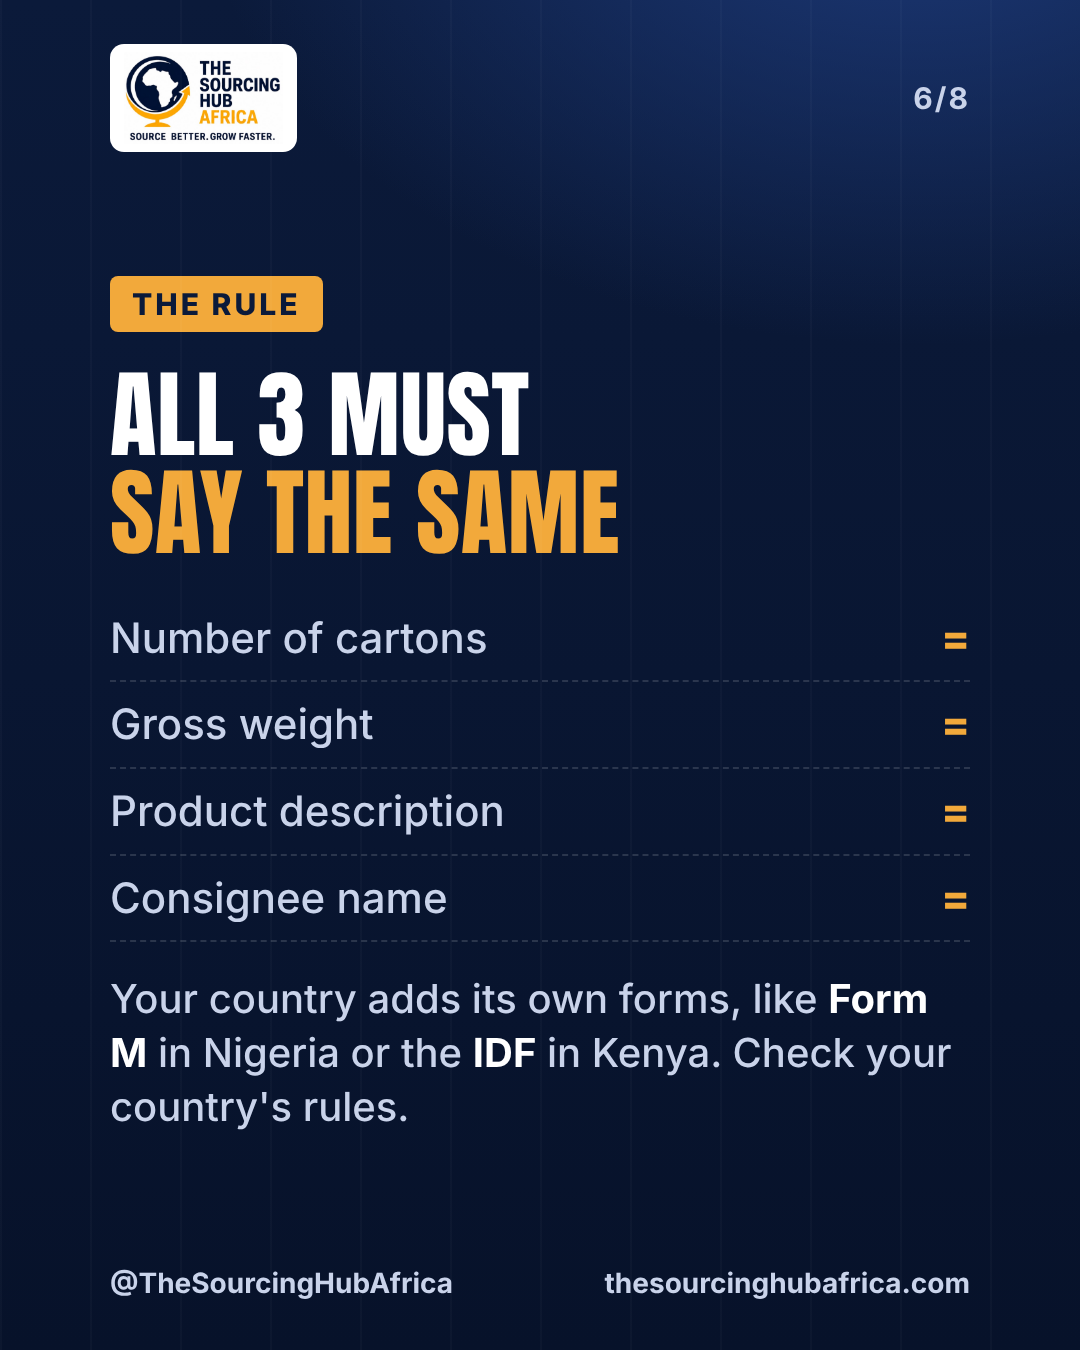 THE
SOURCING
HUB
AFRICA
SOURCE BETTER. GROW FASTER.
6/8
THE RULE
ALL 3 MUST
SAY THE SAME
Number of cartons =
Gross weight =
Product description =
Consignee name =
Your country adds its own forms, like Form
M in Nigeria or the IDF in Kenya. Check your
country's rules.
@TheSourcingHubAfrica
thesourcinghubafrica.com